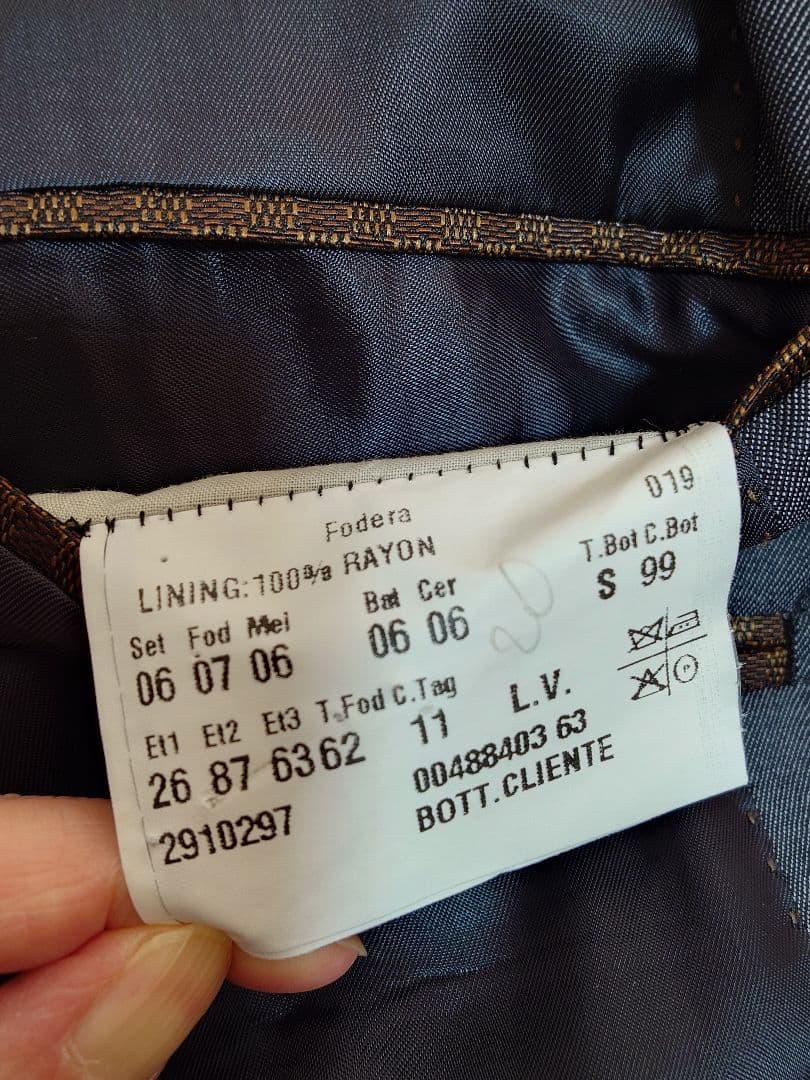 019
Fodera
LINING:100% RAYON
T.Bot C.Bot
S 99
Set Fod Mei Bat Cer
06 07 06 06 06
20
Et1 Et2 Et3 T.Fod C.Tag
26 87 63 62 11
L.V.
00488403 63
2910297
BOTT.CLIENTE
P